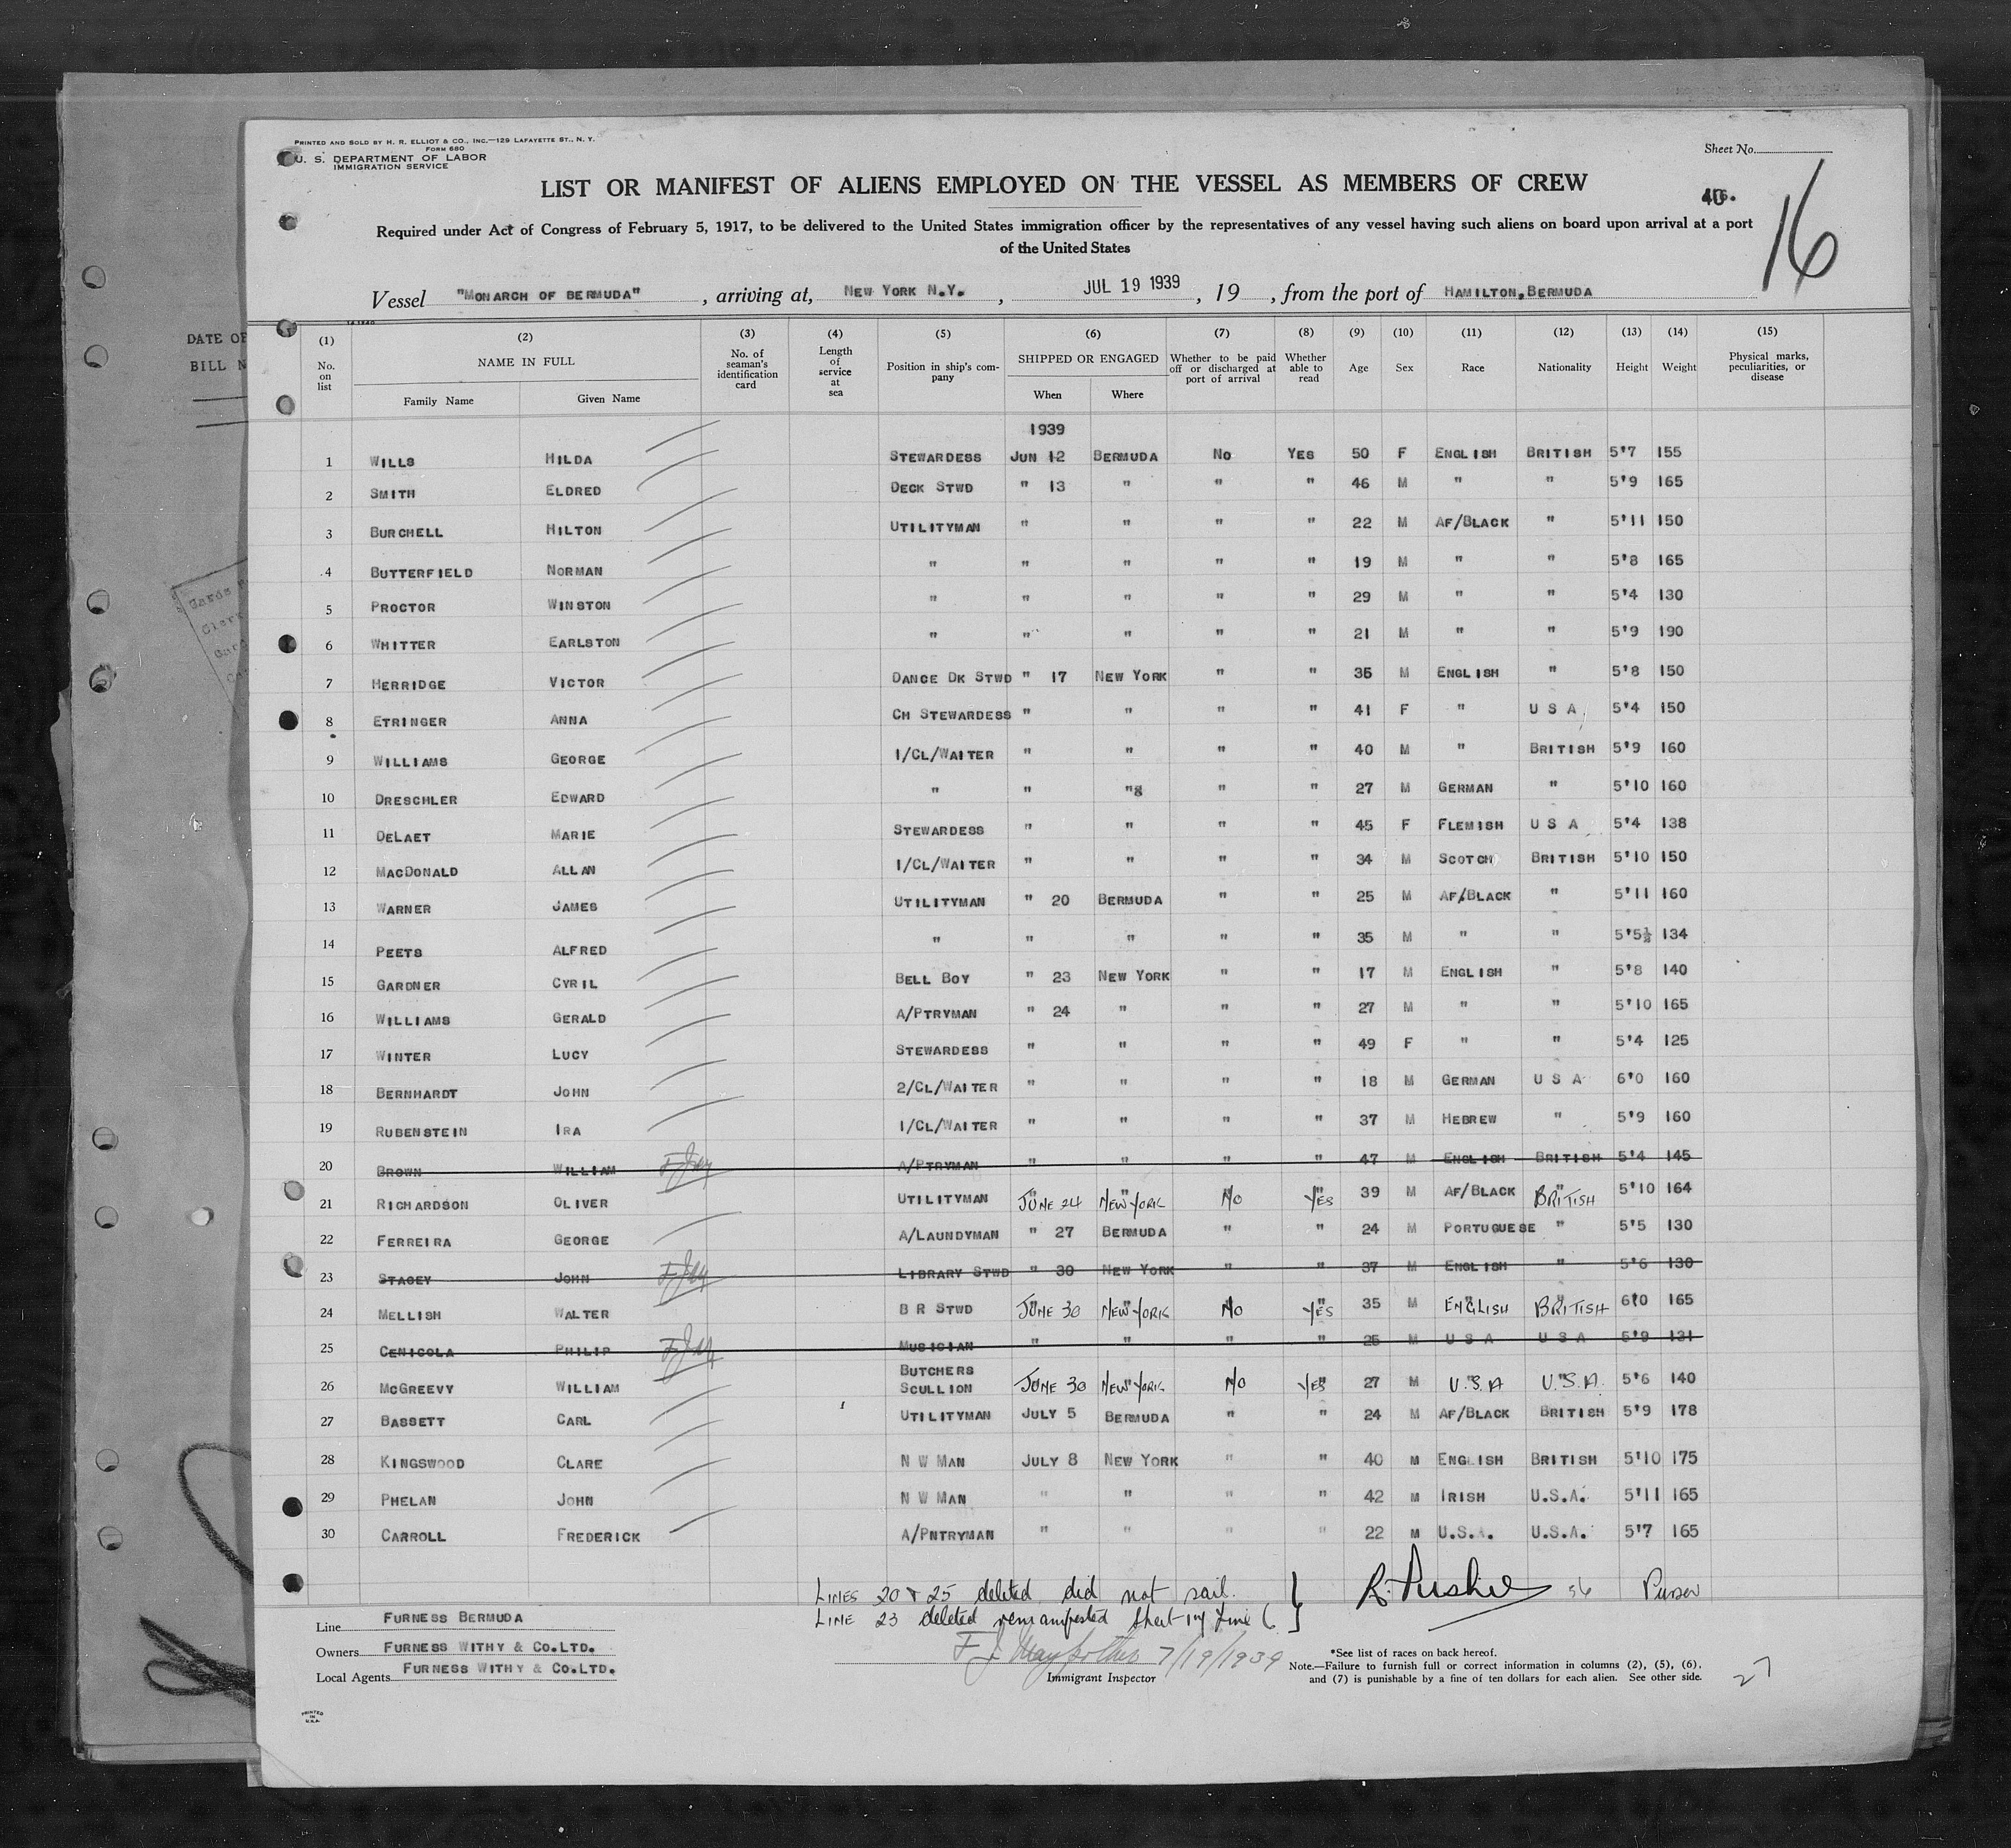 PRINTED AND SOLD BY H. R. ELLIOT & CO., INC.—129 LAFAYETTE ST., N. Y.
FORM 680
U. S. DEPARTMENT OF LABOR
IMMIGRATION SERVICE
Sheet No.
LIST OR MANIFEST OF ALIENS EMPLOYED ON THE VESSEL AS MEMBERS OF CREW
16
Required under Act of Congress of February 5, 1917, to be delivered to the United States immigration officer by the representatives of any vessel having such aliens on board upon arrival at a port
of the United States
Vessel "MONARCH OF BERMUDA", arriving at, NEW YORK N.Y., JUL 19 1939, 19, from the port of HAMILTON, BERMUDA
DATE OF
BILL N
(1) (2) (3) (4) (5) (6) (7) (8) (9) (10) (11) (12) (13) (14) (15)
No. on list NAME IN FULL Family Name Given Name No. of seaman's identification card Length of service at sea Position in ship's company SHIPPED OR ENGAGED When Where Whether to be paid off or discharged at port of arrival Whether able to read Age Sex Race Nationality Height Weight Physical marks, peculiarities, or disease
1939
1 WILLS HILDA STEWARDESS JUN 12 BERMUDA NO YES 50 F ENGLISH BRITISH 5'7 155
2 SMITH ELDRED DECK STWD " 13 " " " 46 M " " 5'9 165
3 BURCHELL HILTON UTILITYMAN " " " " 22 M AF/BLACK " 5'11 150
4 BUTTERFIELD NORMAN " " " " " 19 M " " 5'8 165
5 PROCTOR WINSTON " " " " " 29 M " " 5'4 130
6 WHITTER EARLSTON " " " " " 21 M " " 5'9 190
7 HERRIDGE VICTOR DANCE DK STWD " 17 NEW YORK " " 36 M ENGLISH " 5'8 150
8 ETRINGER ANNA CH STEWARDESS " " " " 41 F " U S A 5'4 150
9 WILLIAMS GEORGE 1/CL/WAITER " " " " 40 M " BRITISH 5'9 160
10 DRESCHLER EDWARD " " " " " 27 M GERMAN " 5'10 160
11 DELAET MARIE STEWARDESS " " " " 45 F FLEMISH U S A 5'4 138
12 MACDONALD ALLAN 1/CL/WAITER " " " " 34 M SCOTCH BRITISH 5'10 150
13 WARNER JAMES UTILITYMAN " 20 BERMUDA " " 25 M AF/BLACK " 5'11 160
14 PEETS ALFRED " " " " " 35 M " " 5'5½ 134
15 GARDNER CYRIL BELL BOY " 23 NEW YORK " " 17 M ENGLISH " 5'8 140
16 WILLIAMS GERALD A/PTRYMAN " 24 " " " 27 M " " 5'10 165
17 WINTER LUCY STEWARDESS " " " " 49 F " " 5'4 125
18 BERNHARDT JOHN 2/CL/WAITER " " " " 18 M GERMAN U S A 6'0 160
19 RUBENSTEIN IRA 1/CL/WAITER " " " " 37 M HEBREW " 5'9 160
20 BROWN WILLIAM A/PTRYMAN " " " " 47 M ENGLISH BRITISH 5'4 145
21 RICHARDSON OLIVER UTILITYMAN JUNE 24 NEW YORK NO YES 39 M AF/BLACK BRITISH 5'10 164
22 FERREIRA GEORGE A/LAUNDYMAN " 27 BERMUDA " " 24 M PORTUGUESE " 5'5 130
23 STACEY JOHN LIBRARY STWD " 30 NEW YORK " " 37 M ENGLISH " 5'6 130
24 MELLISH WALTER B R STWD JUNE 30 NEW YORK NO YES 35 M ENGLISH BRITISH 6'0 165
25 CENICOLA PHILIP MUSICIAN " " " " 25 M U S A U S A 5'9 131
26 MCGREEVY WILLIAM BUTCHERS SCULLION JUNE 30 NEW YORK NO YES 27 M U.S.A U.S.A. 5'6 140
27 BASSETT CARL UTILITYMAN JULY 5 BERMUDA " " 24 M AF/BLACK BRITISH 5'9 178
28 KINGSWOOD CLARE N W MAN JULY 8 NEW YORK " " 40 M ENGLISH BRITISH 5'10 175
29 PHELAN JOHN N W MAN " " " " 42 M IRISH U.S.A. 5'11 165
30 CARROLL FREDERICK A/PNTRYMAN " " " " 22 M U.S.A. U.S.A. 5'7 165
LINES 20 & 25 deleted did not sail.
LINE 23 deleted remanifested sheet line 6
Purser
Line FURNESS BERMUDA
Owners FURNESS WITHY & CO.LTD.
Local Agents FURNESS WITHY & CO.LTD.
7/19/1939
Immigrant Inspector
*See list of races on back hereof.
Note.—Failure to furnish full or correct information in columns (2), (5), (6),
and (7) is punishable by a fine of ten dollars for each alien. See other side.
27
PRINTED
IN
U.S.A.